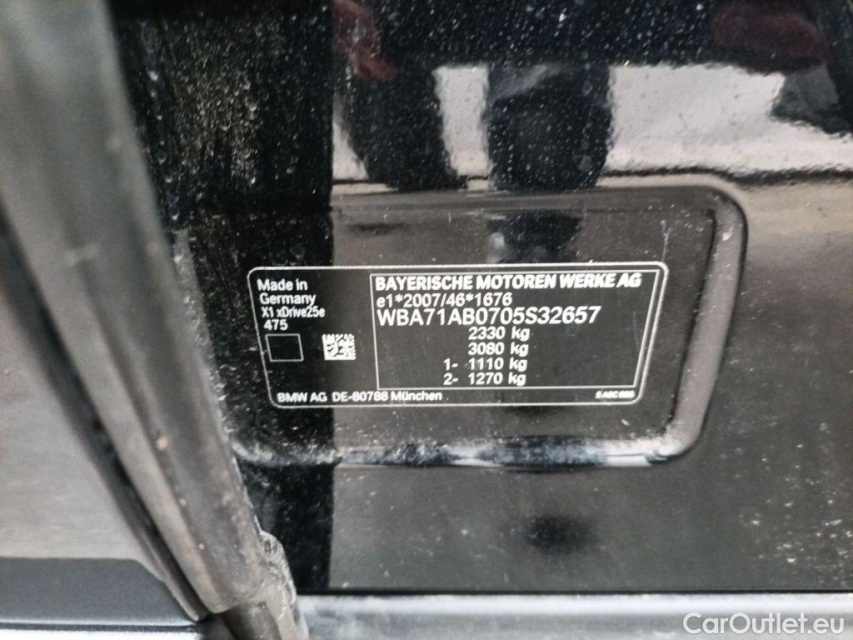 Made in
Germany
X1 xDrive25e
475
BAYERISCHE MOTOREN WERKE AG
e1*2007/46*1676
WBA71AB0705S32657
2330 kg
3080 kg
1- 1110 kg
2- 1270 kg
BMW AG DE-80788 München
CarOutlet.eu